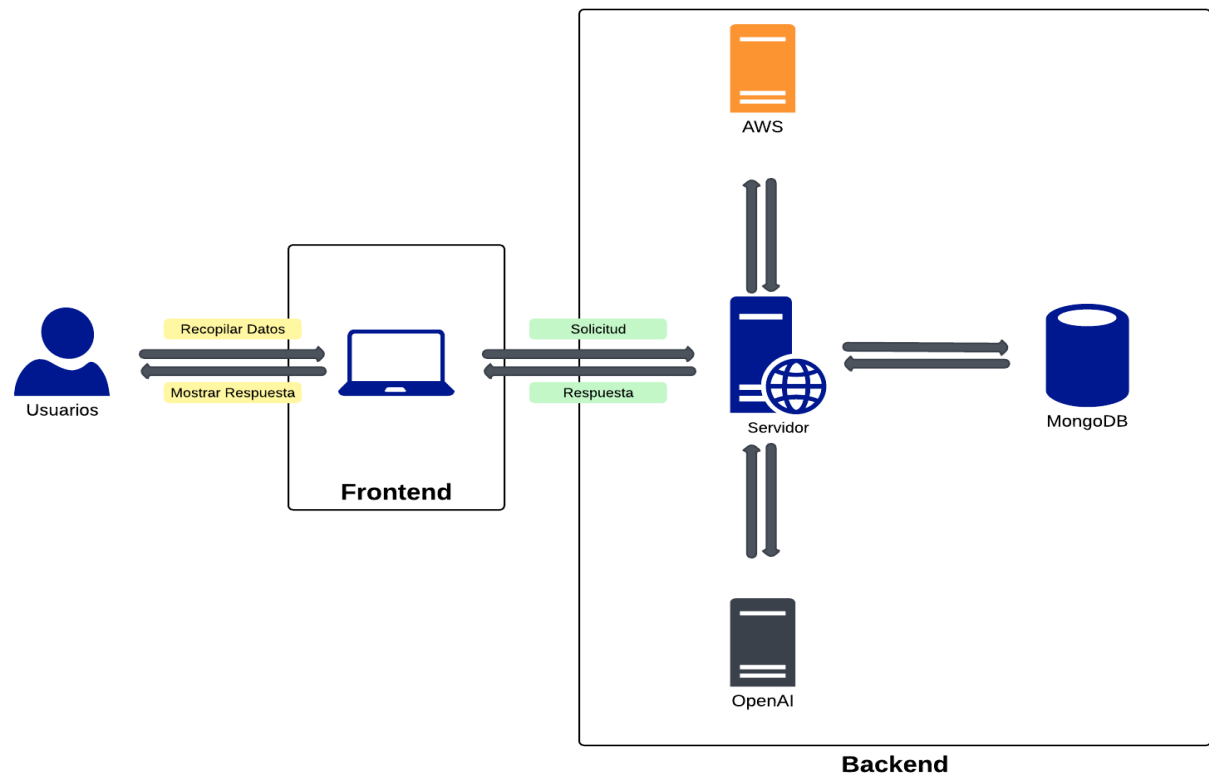 AWS
Recopilar Datos
Mostrar Respuesta
Usuarios
Frontend
Solicitud
Respuesta
Servidor
MongoDB
OpenAI
Backend